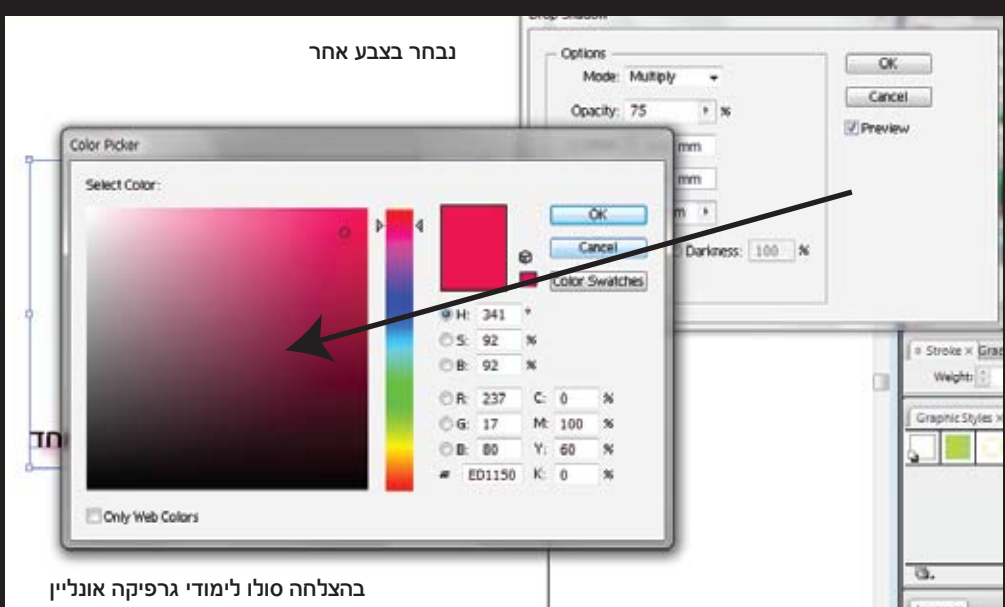 נבחר בצבע אחר
Drop Shadow
Options
Mode: Multiply
Opacity: 75 %
mm
mm
m
Darkness: 100 %
OK
Cancel
Preview
Color Picker
Select Color:
OK
Cancel
Color Swatches
H: 341 °
S: 92 %
B: 92 %
R: 237
G: 17
B: 80
# ED1150
C: 0 %
M: 100 %
Y: 60 %
K: 0 %
Only Web Colors
Stroke ×
Weight:
Graphic Styles ×
בהצלחה סולו לימודי גרפיקה אונליין